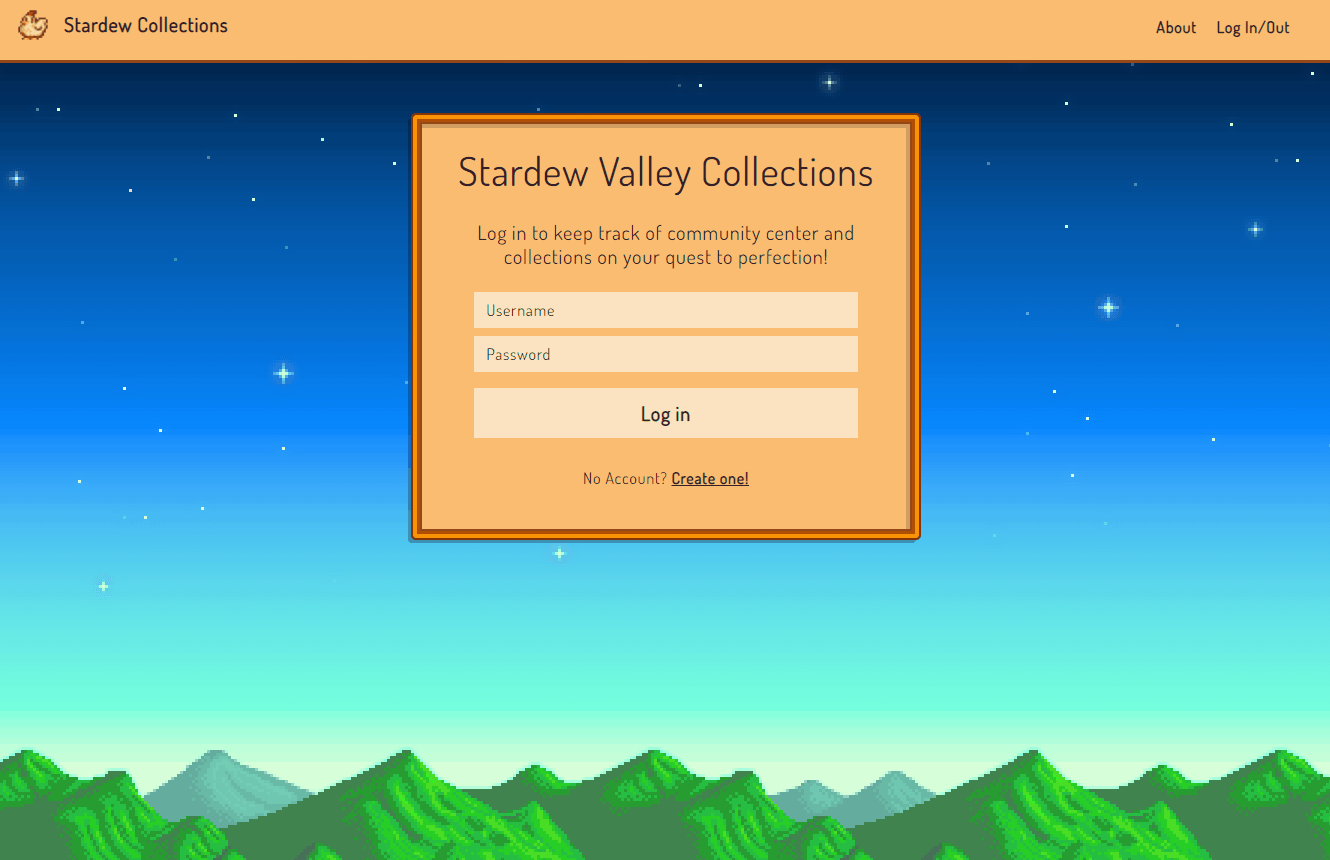 Stardew Collections
About
Log In/Out
Stardew Valley Collections
Log in to keep track of community center and
collections on your quest to perfection!
Username
Password
Log in
No Account? Create one!